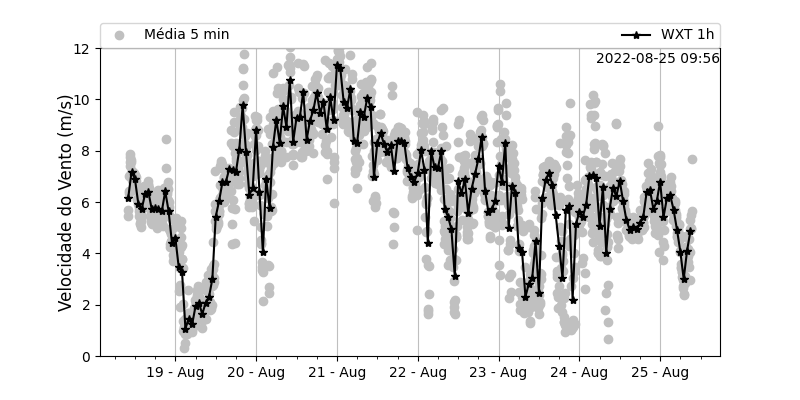 Média 5 min
WXT 1h
2022-08-25 09:56
Velocidade do Vento (m/s)
12
10
8
6
4
2
0
19 - Aug
20 - Aug
21 - Aug
22 - Aug
23 - Aug
24 - Aug
25 - Aug